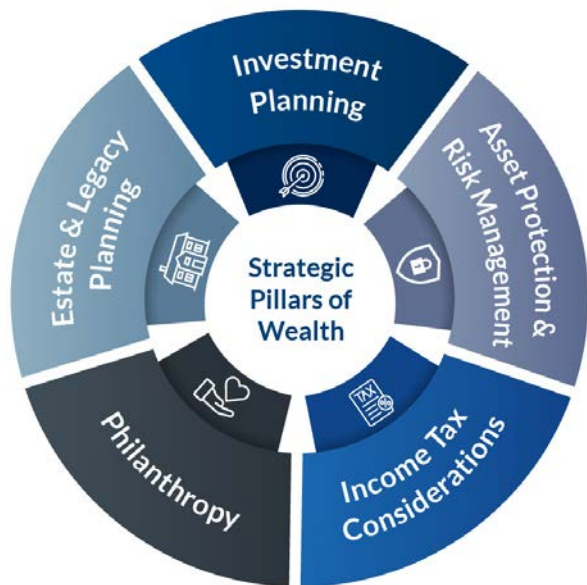 Investment
Planning
Asset Protection &
Risk Management
Income Tax
Considerations
Philanthropy
Estate & Legacy
Planning
Strategic
Pillars of
Wealth
TAX
%